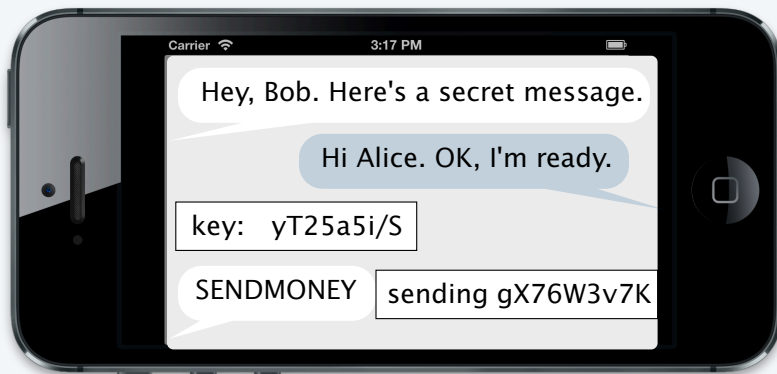 Carrier 3:17 PM
Hey, Bob. Here's a secret message.
Hi Alice. OK, I'm ready.
key: yT25a5i/S
SENDMONEY sending gX76W3v7K